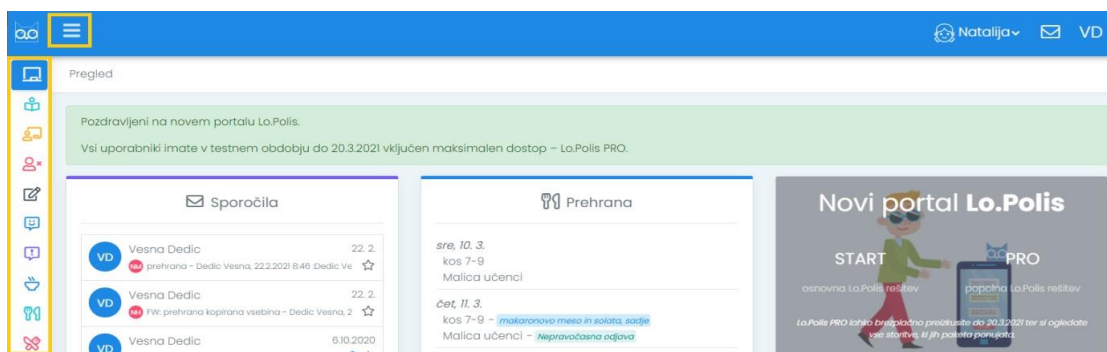 Natalija
VD
Pregled
Pozdravljeni na novem portalu Lo.Polis.
Vsi uporabniki imate v testnem obdobju do 20.3.2021 vključen maksimalen dostop – Lo.Polis PRO.
Sporočila
VD
Vesna Dedic
22. 2.
NM
prehrana - Dedic Vesna, 22.2.2021 8:46 :Dedic Ve
VD
Vesna Dedic
22. 2.
NH
FW: prehrana kopirana vsebina - Dedic Vesna, 2
VD
Vesna Dedic
6.10.2020
Prehrana
sre, 10. 3.
kos 7-9
Malica učenci
čet, 11. 3.
kos 7-9 - makaronovo meso in solata, sadje
Malica učenci - Nepravočasna odjava
Novi portal Lo.Polis
START
PRO
osnovna Lo.Polis rešitev
popolna Lo.Polis rešitev
Lo.Polis PRO lahko brezplačno preizkusite do 20.3.2021 ter si ogledate
vse storitve, ki jih paketa ponujata.